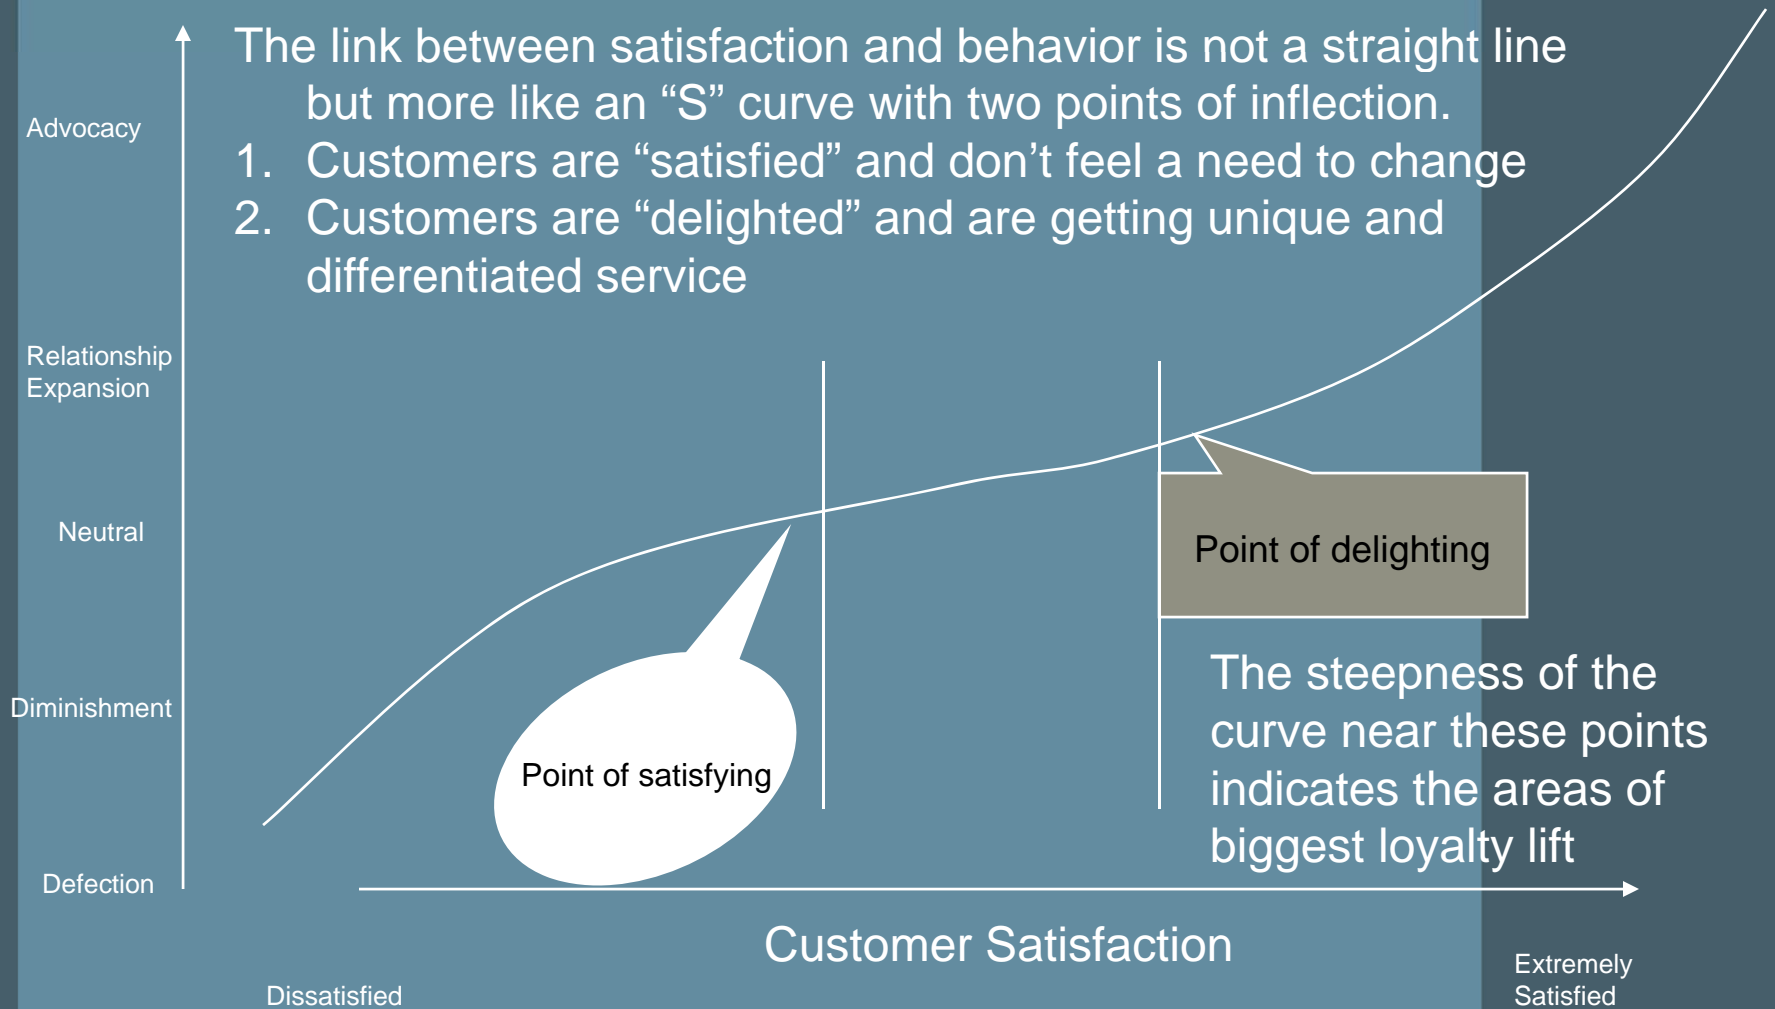 The link between satisfaction and behavior is not a straight line
but more like an “S” curve with two points of inflection.
1. Customers are “satisfied” and don’t feel a need to change
2. Customers are “delighted” and are getting unique and
differentiated service
Advocacy
Relationship
Expansion
Neutral
Diminishment
Defection
Point of satisfying
Point of delighting
The steepness of the
curve near these points
indicates the areas of
biggest loyalty lift
Customer Satisfaction
Dissatisfied
Extremely
Satisfied